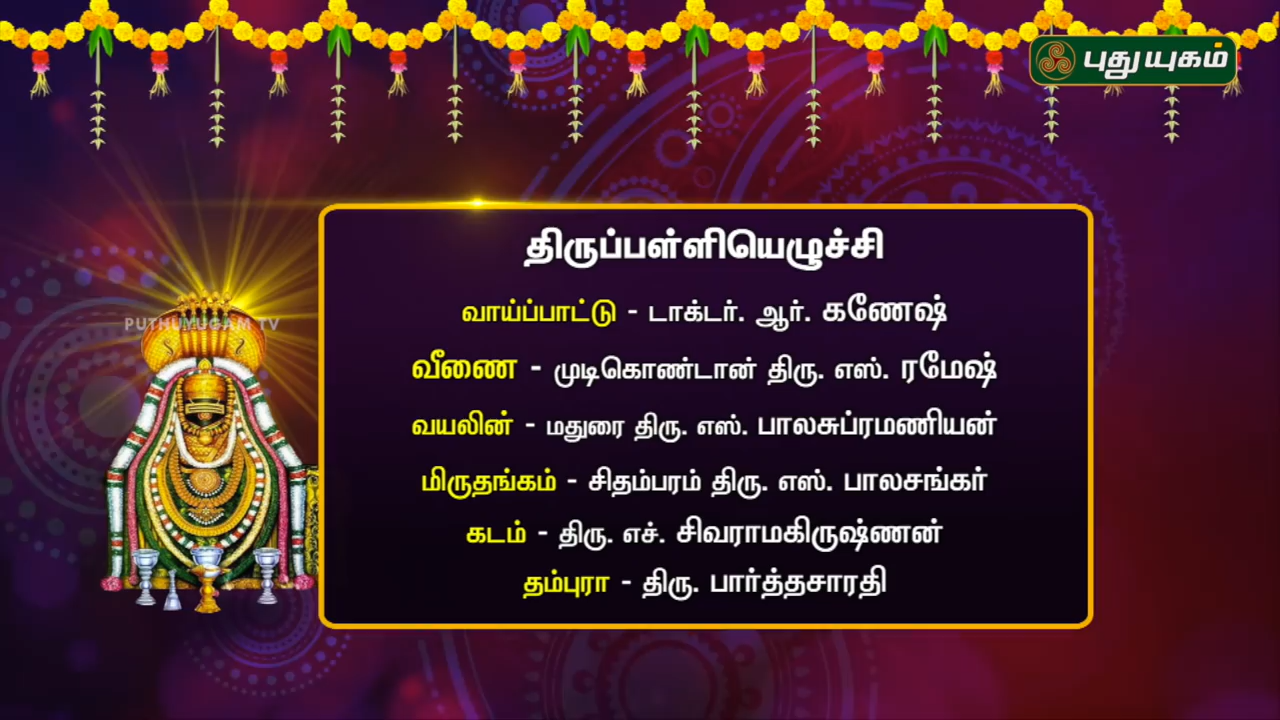 புதுயுகம்
திருப்பள்ளியெழுச்சி
வாய்ப்பாட்டு - டாக்டர். ஆர். கணேஷ்
PUTHUYUGAM TV
வீணை - முடிகொண்டான் திரு. எஸ். ரமேஷ்
வயலின் - மதுரை திரு. எஸ். பாலசுப்ரமணியன்
மிருதங்கம் - சிதம்பரம் திரு. எஸ். பாலசங்கர்
கடம் - திரு. எச். சிவராமகிருஷ்ணன்
தம்புரா - திரு. பார்த்தசாரதி